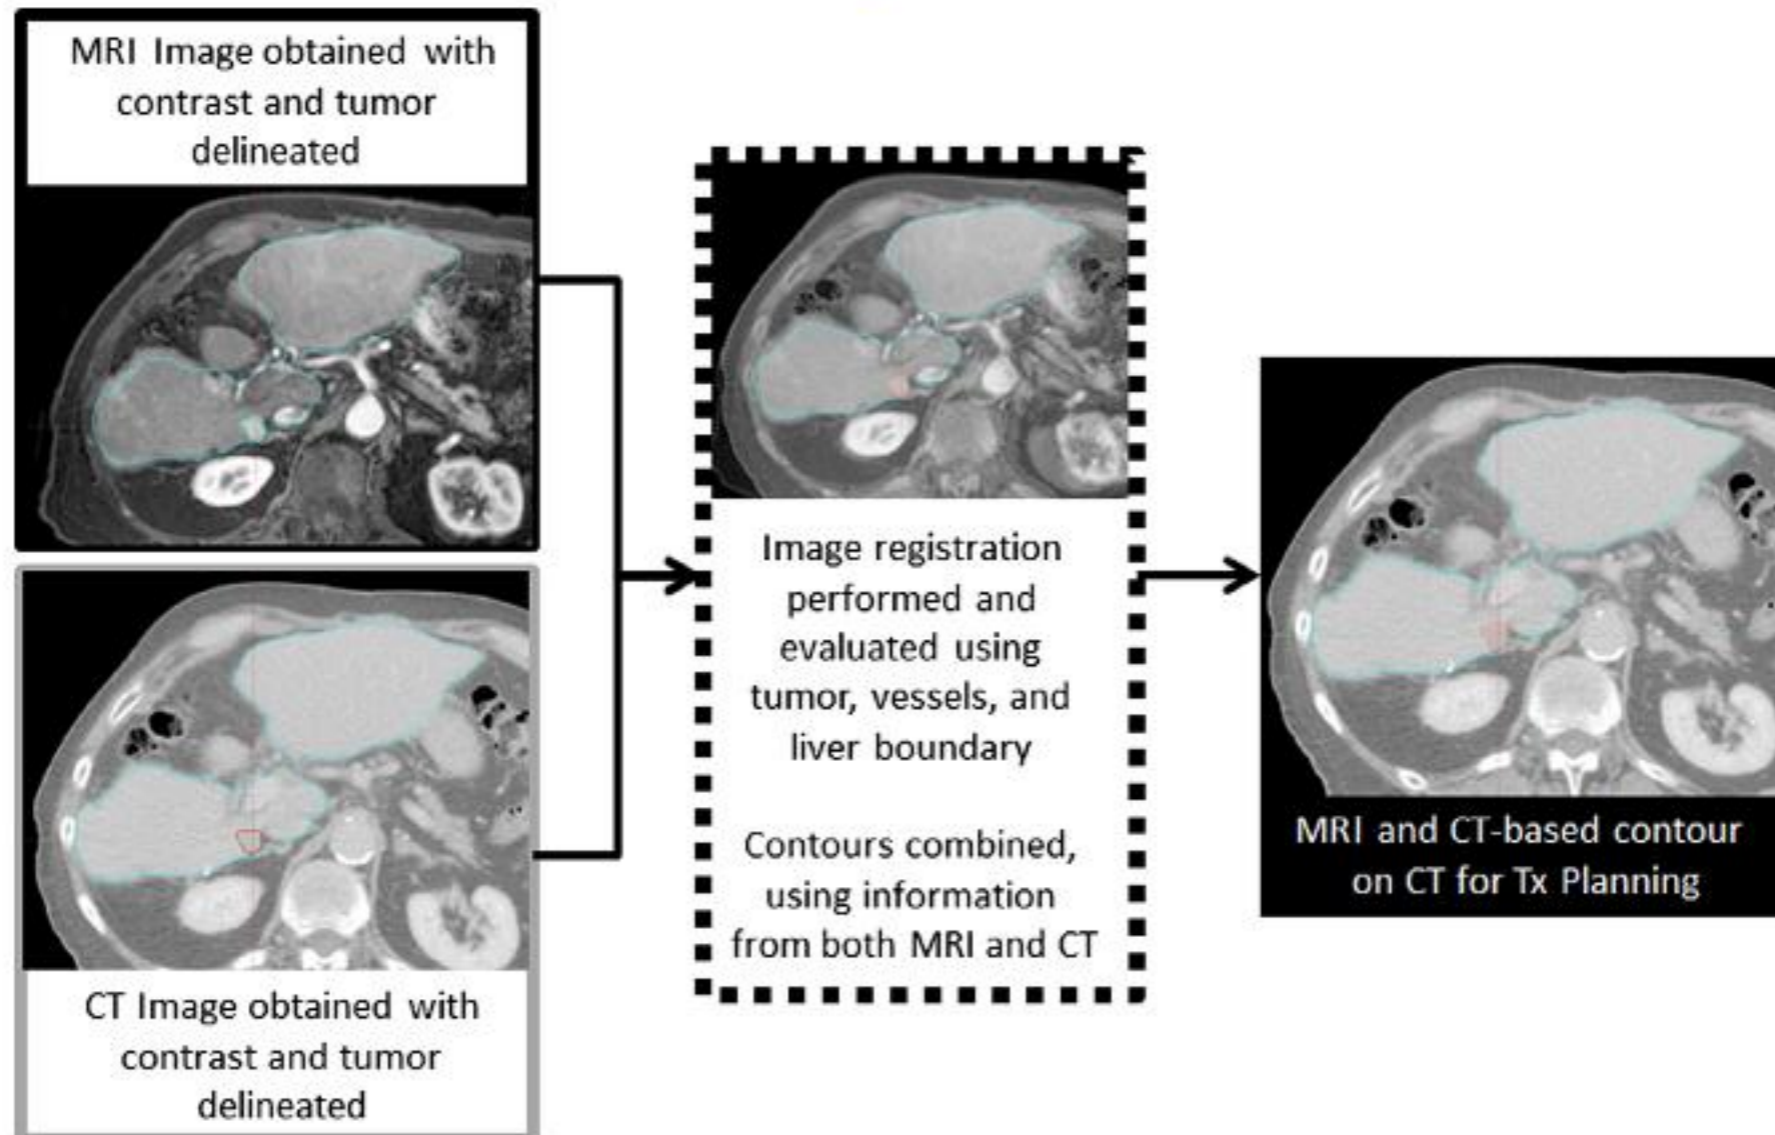 MRI Image obtained with
contrast and tumor
delineated
CT Image obtained with
contrast and tumor
delineated
Image registration
performed and
evaluated using
tumor, vessels, and
liver boundary
Contours combined,
using information
from both MRI and CT
MRI and CT-based contour
on CT for Tx Planning